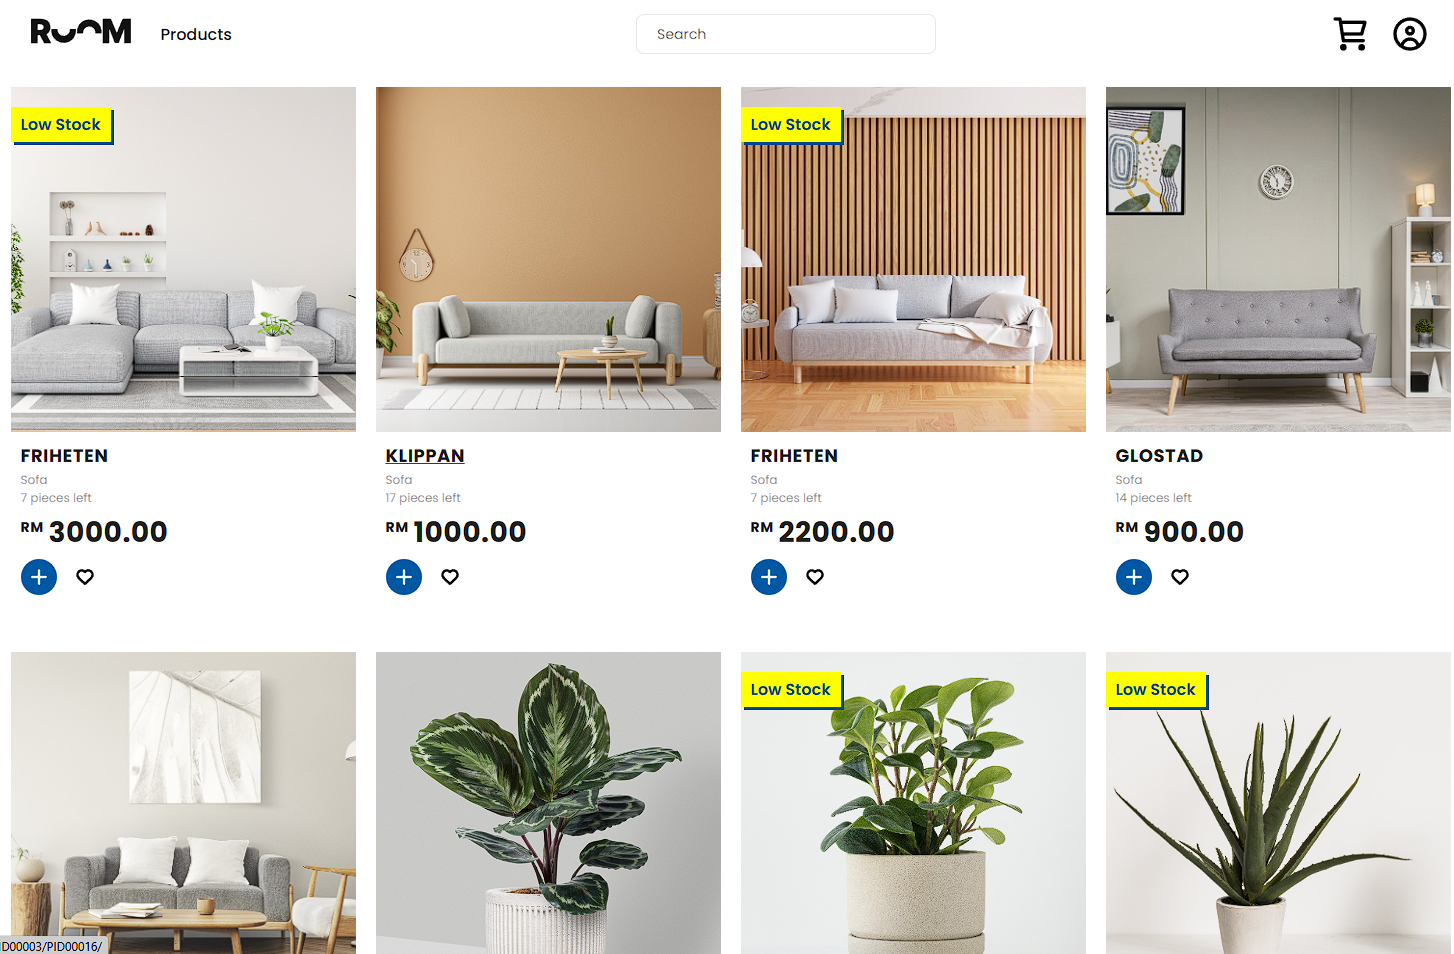 ROOM
Products
Search
Low Stock
Low Stock
FRIHETEN
Sofa
7 pieces left
RM 3000.00
KLIPPAN
Sofa
17 pieces left
RM 1000.00
FRIHETEN
Sofa
7 pieces left
RM 2200.00
GLOSTAD
Sofa
14 pieces left
RM 900.00
Low Stock
Low Stock
ID00003/PID00016/